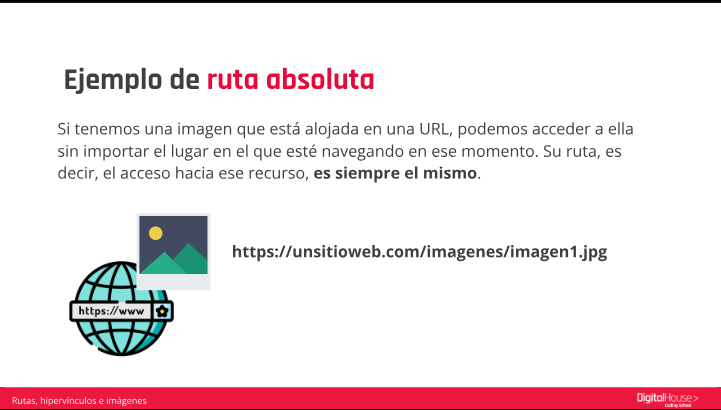 Ejemplo de ruta absoluta
Si tenemos una imagen que está alojada en una URL, podemos acceder a ella
sin importar el lugar en el que esté navegando en ese momento. Su ruta, es
decir, el acceso hacia ese recurso, es siempre el mismo.
https://unsitioweb.com/imagenes/imagen1.jpg
https://www
Rutas, hipervínculos e imágenes
DigitalHouse>
Coding School